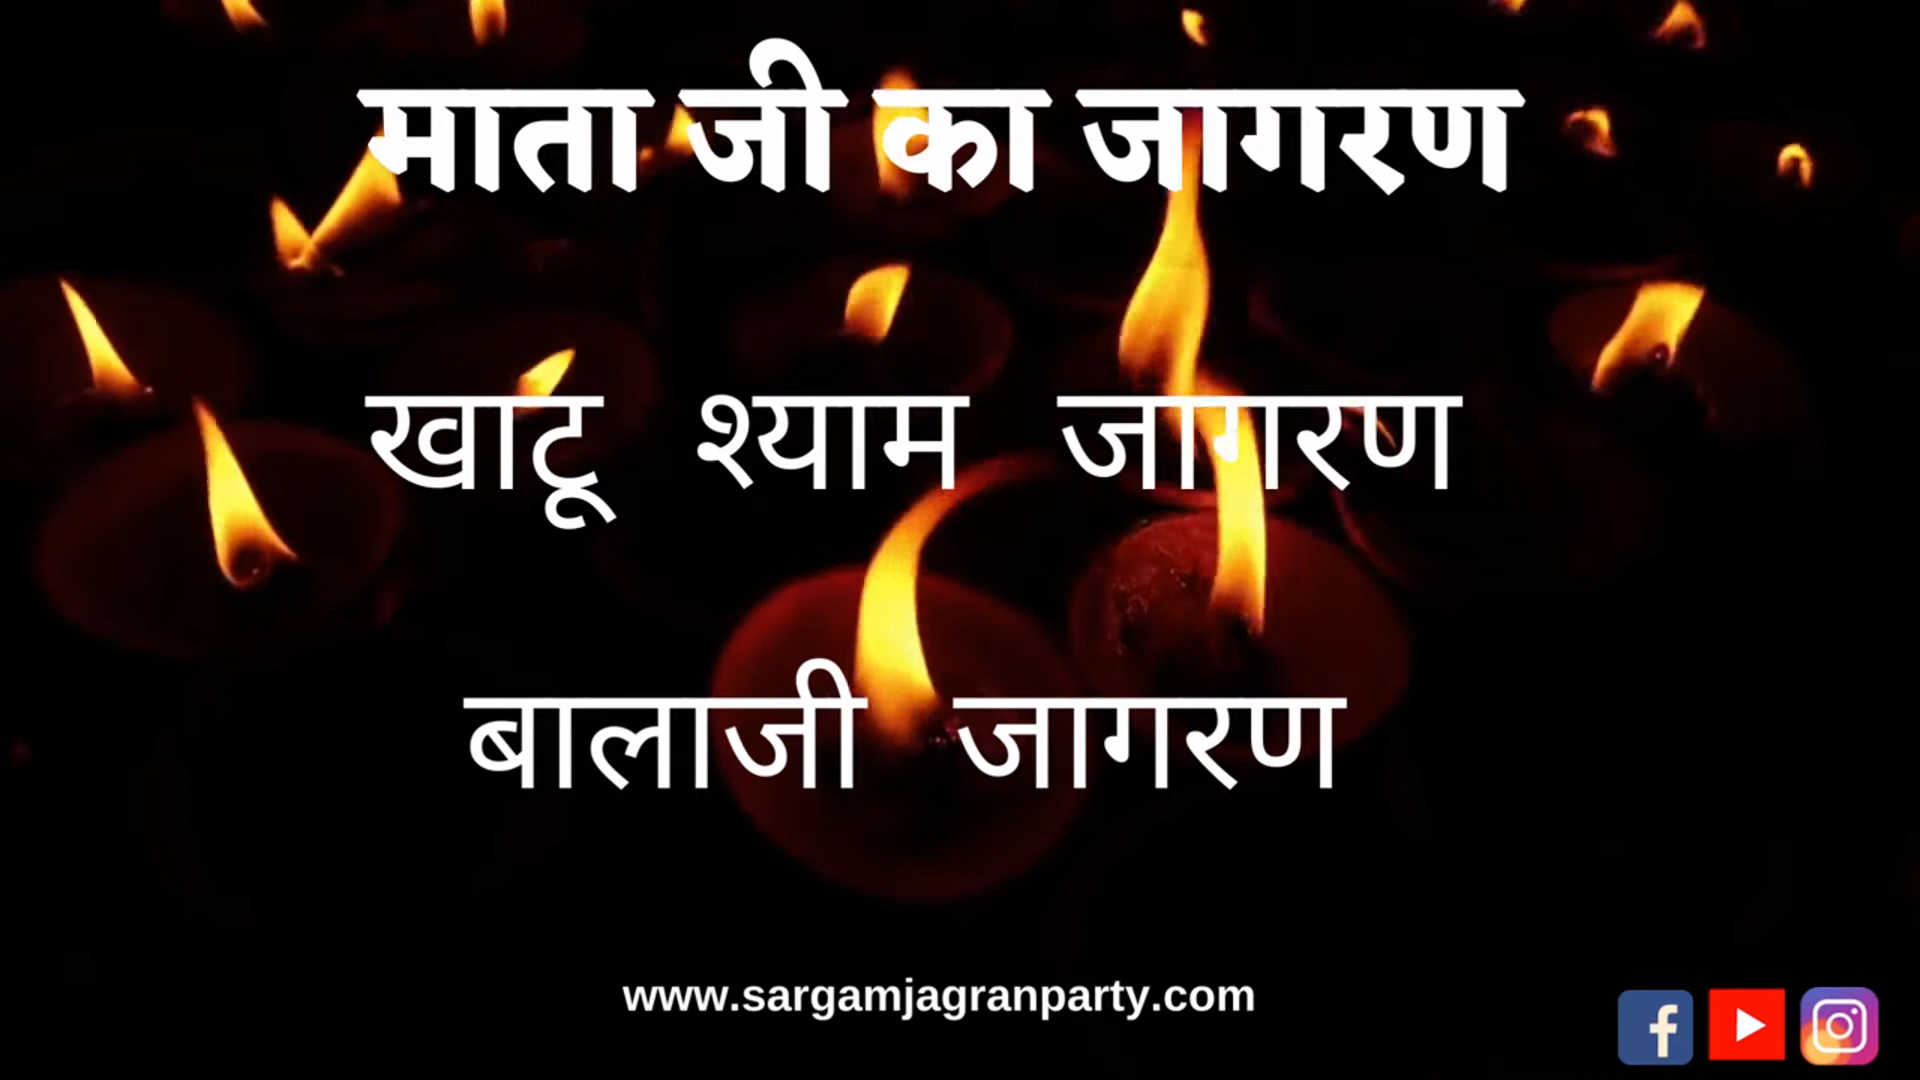 माता जी का जागरण
खाटू श्याम जागरण
बालाजी जागरण
www.sargamjagranparty.com